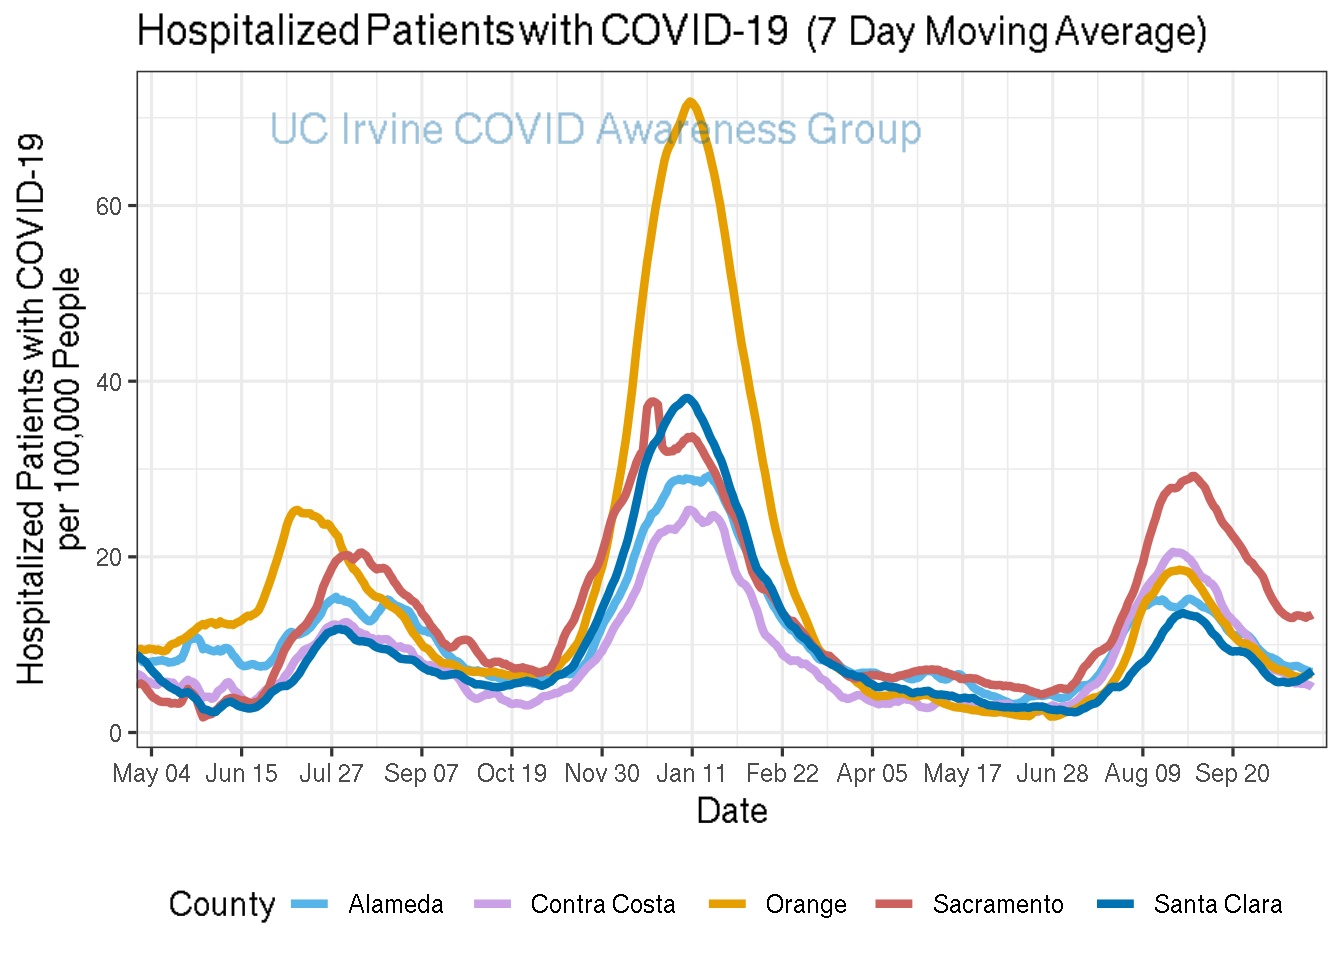 Hospitalized Patients with COVID-19 (7 Day Moving Average)
UC Irvine COVID Awareness Group
Hospitalized Patients with COVID-19
per 100,000 People
60
40
20
0
May 04 Jun 15 Jul 27 Sep 07 Oct 19 Nov 30 Jan 11 Feb 22 Apr 05 May 17 Jun 28 Aug 09 Sep 20
Date
County Alameda Contra Costa Orange Sacramento Santa Clara